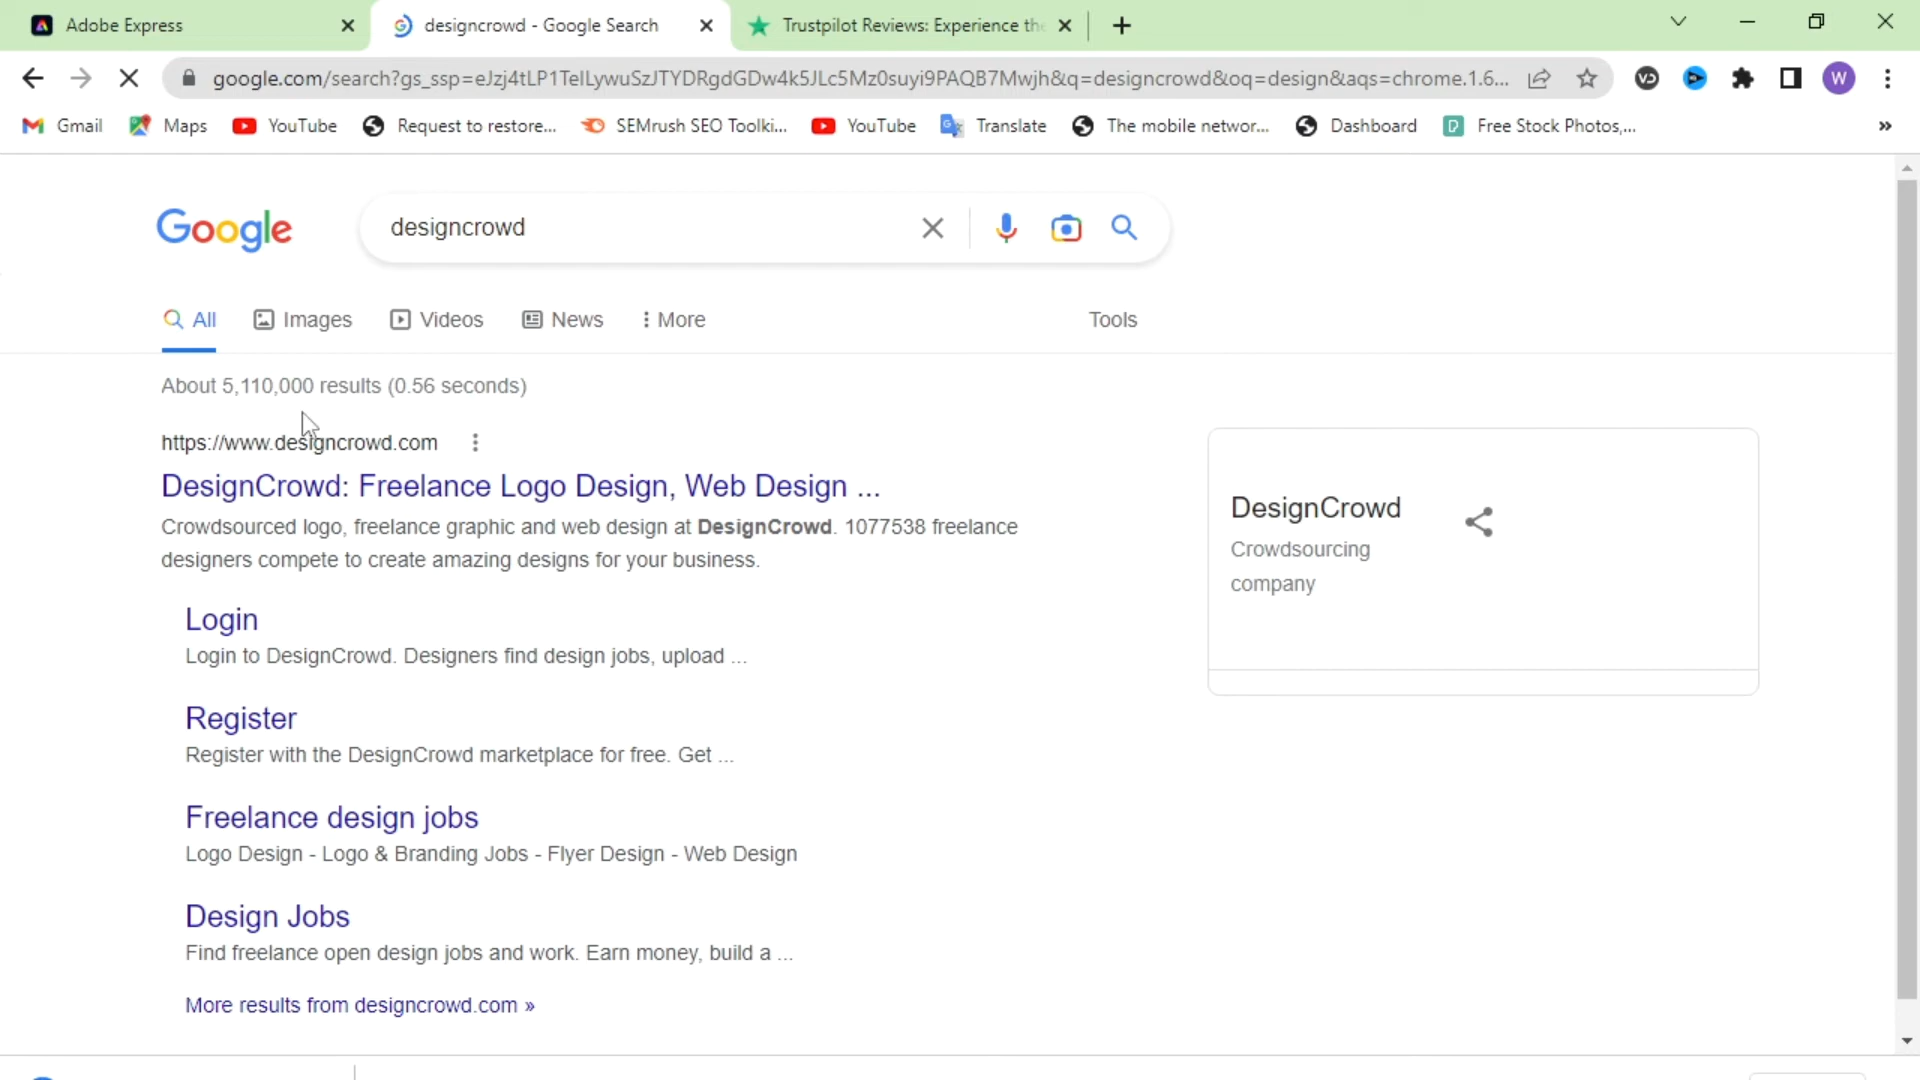 Adobe Express
designcrowd - Google Search
Trustpilot Reviews: Experience the
google.com/search?gs_ssp=eJzj4tLP1TelLywuSzJTYDRgdGDw4k5JLc5Mz0suyi9PAQB7Mwjh&q=designcrowd&oq=design&aqs=chrome.1.6...
W
Gmail
Maps
YouTube
Request to restore...
SEMrush SEO Toolki...
YouTube
Translate
The mobile networ...
Dashboard
Free Stock Photos,...
Google
designcrowd
All
Images
Videos
News
More
Tools
About 5,110,000 results (0.56 seconds)
https://www.designcrowd.com
DesignCrowd: Freelance Logo Design, Web Design ...
Crowdsourced logo, freelance graphic and web design at DesignCrowd. 1077538 freelance
designers compete to create amazing designs for your business.
Login
Login to DesignCrowd. Designers find design jobs, upload ...
Register
Register with the DesignCrowd marketplace for free. Get ...
Freelance design jobs
Logo Design - Logo & Branding Jobs - Flyer Design - Web Design
Design Jobs
Find freelance open design jobs and work. Earn money, build a ...
More results from designcrowd.com »
DesignCrowd
Crowdsourcing
company